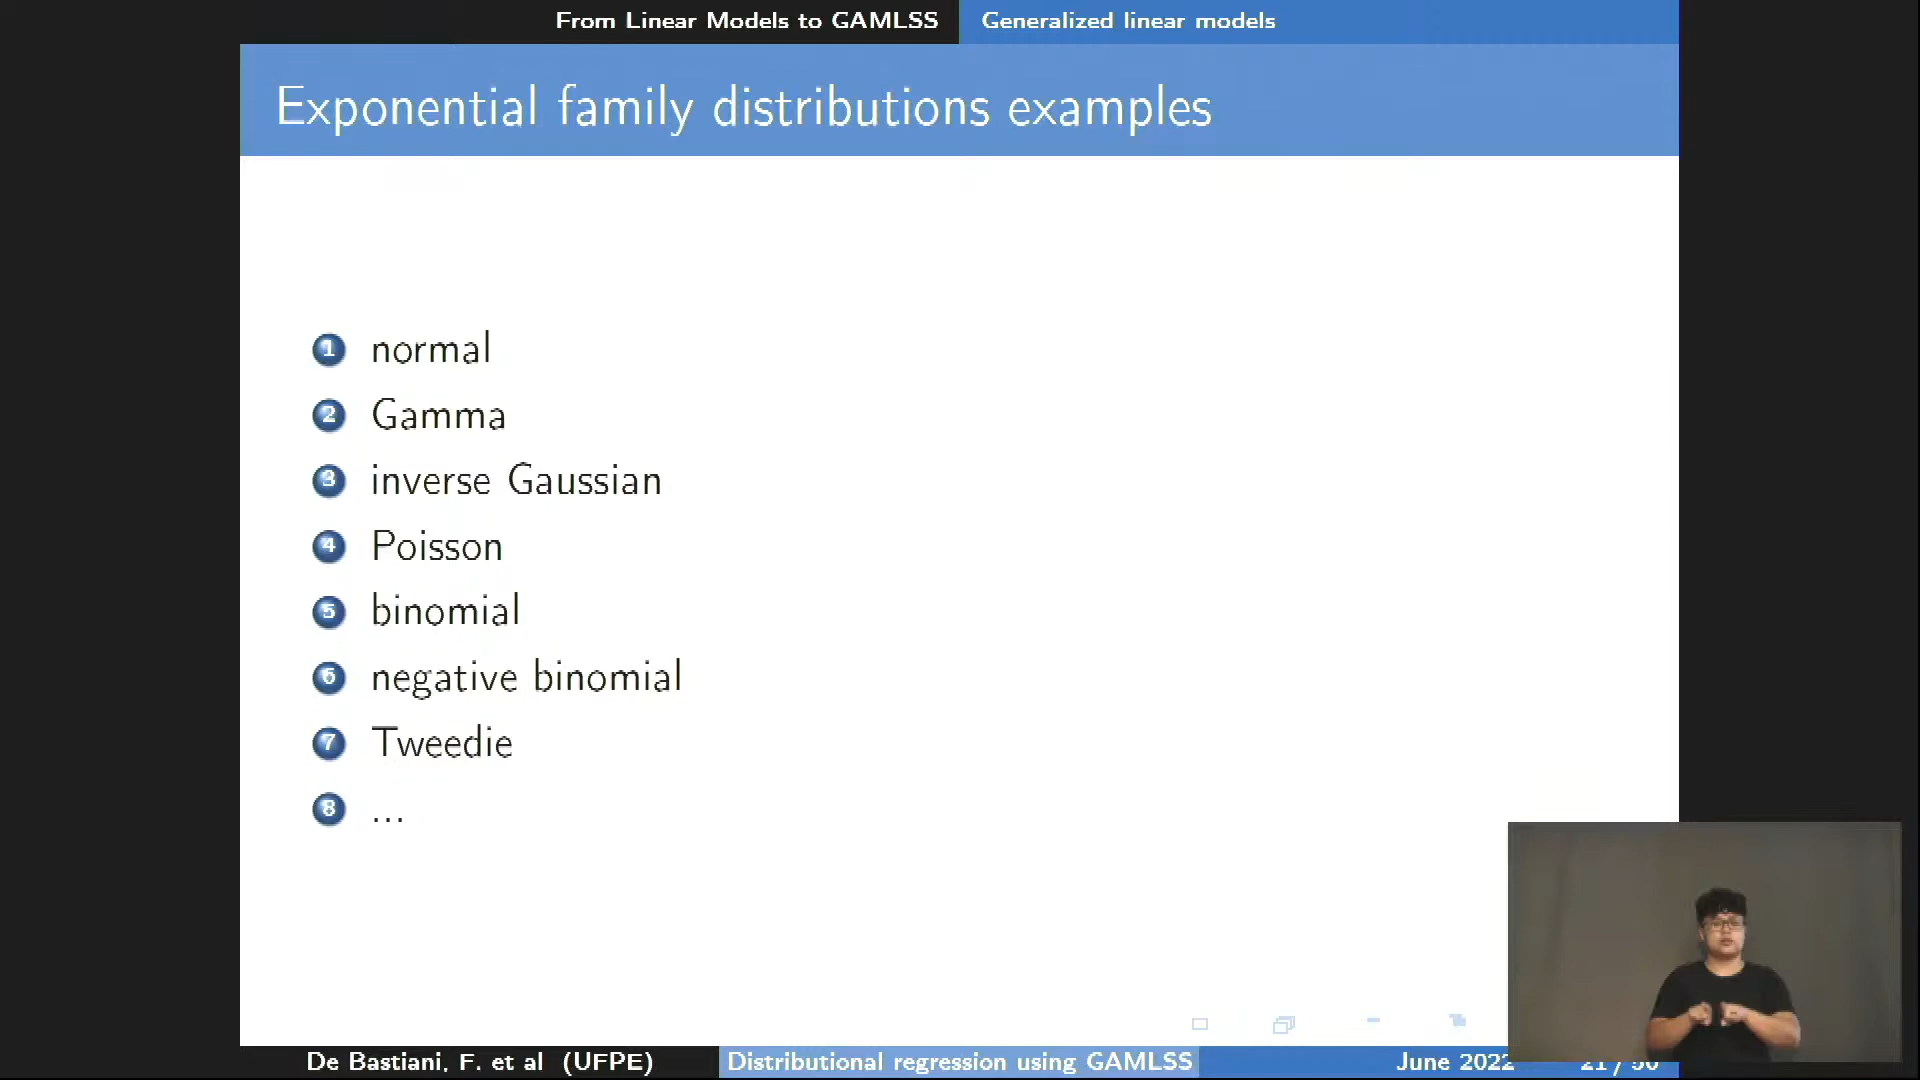 From Linear Models to GAMLSS
Generalized linear models
Exponential family distributions examples
1 normal
2 Gamma
3 inverse Gaussian
4 Poisson
5 binomial
6 negative binomial
7 Tweedie
8 ...
De Bastiani, F. et al (UFPE)
Distributional regression using GAMLSS
June 2022
21 /